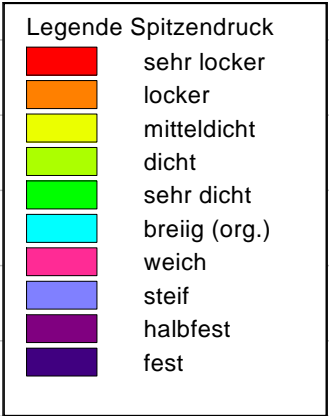 Legende Spitzendruck
sehr locker
locker
mitteldicht
dicht
sehr dicht
breiig (org.)
weich
steif
halbfest
fest